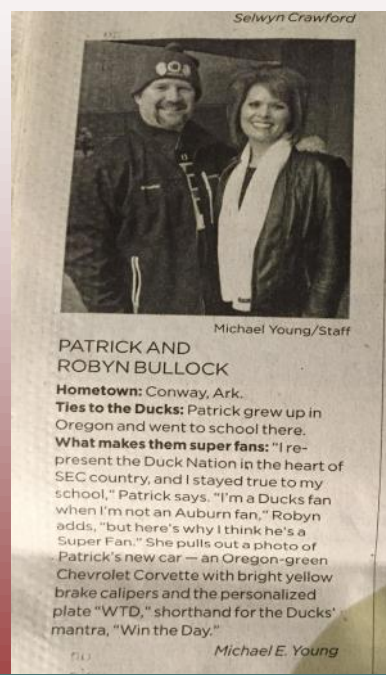 Selwyn Crawford
Michael Young/Staff
PATRICK AND
ROBYN BULLOCK
Hometown: Conway, Ark.
Ties to the Ducks: Patrick grew up in
Oregon and went to school there.
What makes them super fans: "I re-
present the Duck Nation in the heart of
SEC country, and I stayed true to my
school," Patrick says. "I'm a Ducks fan
when I'm not an Auburn fan," Robyn
adds, "but here's why I think he's a
Super Fan." She pulls out a photo of
Patrick's new car — an Oregon-green
Chevrolet Corvette with bright yellow
brake calipers and the personalized
plate "WTD," shorthand for the Ducks'
mantra, "Win the Day."
Michael E. Young